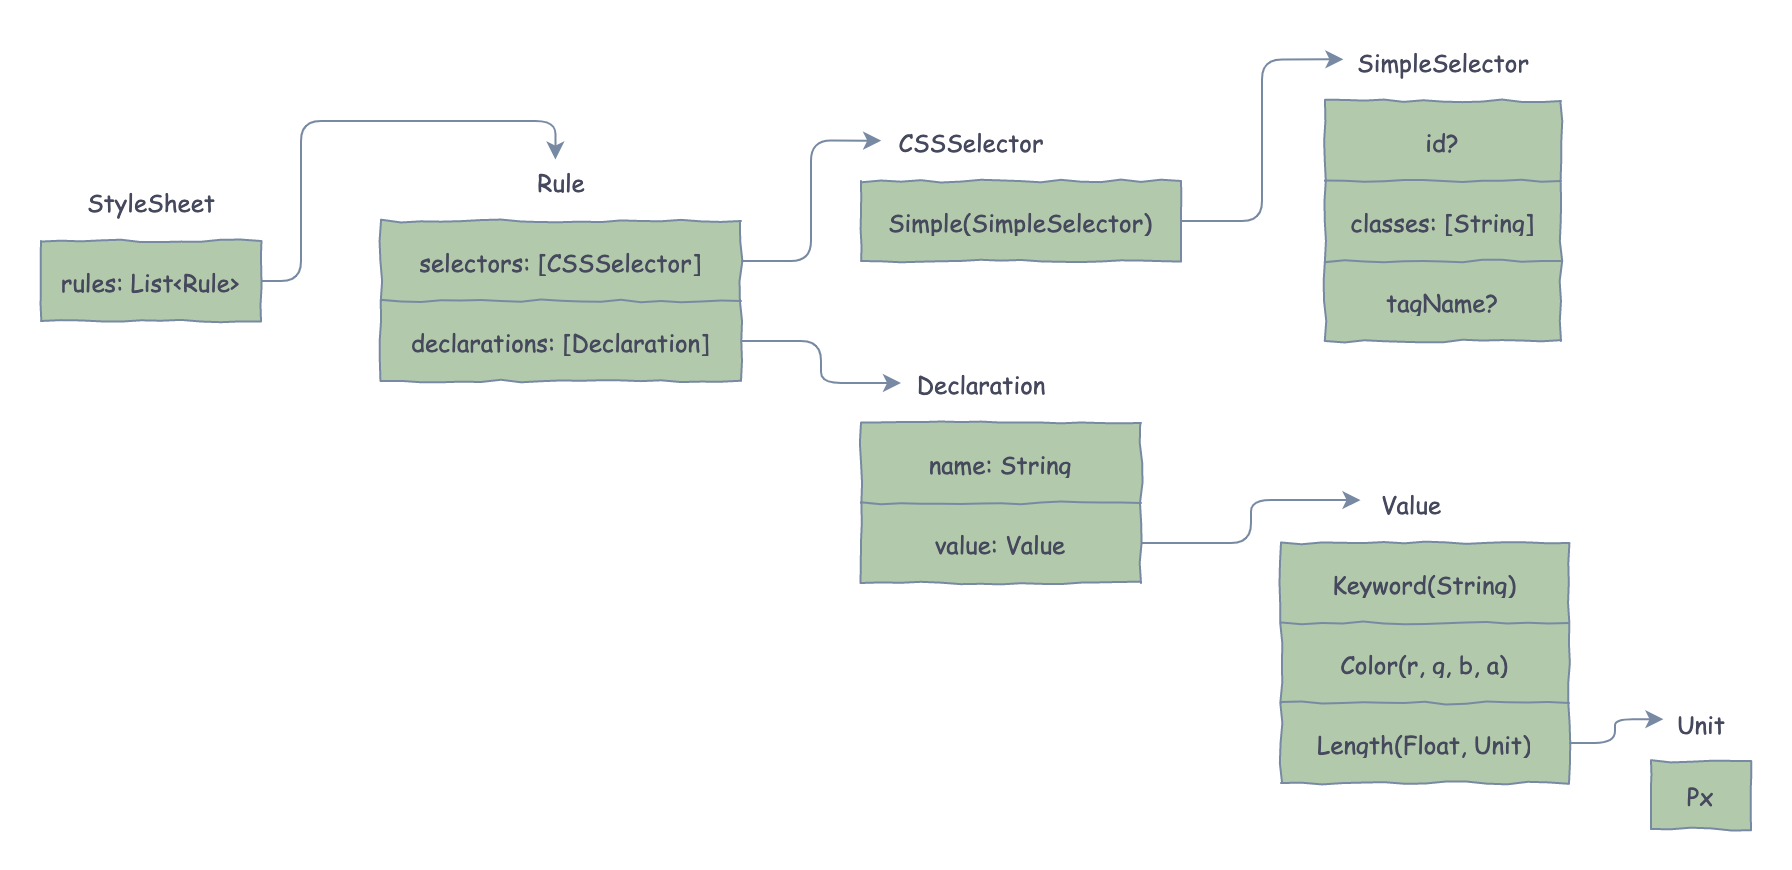 StyleSheet
rules: List<Rule>
Rule
selectors: [CSSSelector]
declarations: [Declaration]
CSSSelector
Simple(SimpleSelector)
SimpleSelector
id?
classes: [String]
tagName?
Declaration
name: String
value: Value
Value
Keyword(String)
Color(r, g, b, a)
Length(Float, Unit)
Unit
Px